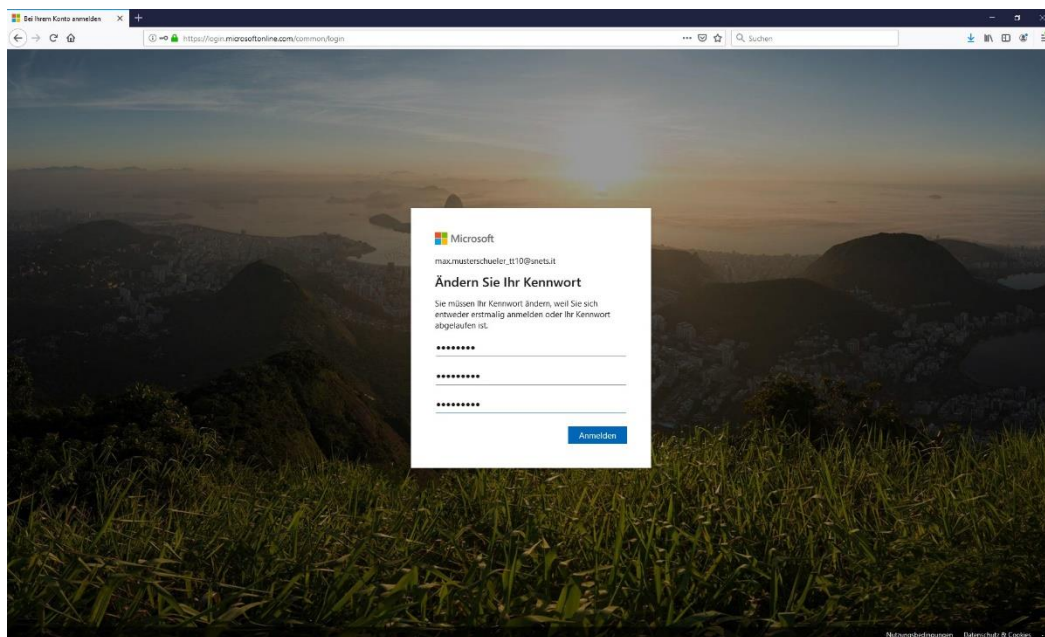 Bei Ihrem Konto anmelden
https://login.microsoftonline.com/common/login
Suchen
Microsoft
max.musterschueler_tt10@snets.it
Ändern Sie Ihr Kennwort
Sie müssen Ihr Kennwort ändern, weil Sie sich
entweder erstmalig anmelden oder Ihr Kennwort
abgelaufen ist.
••••••••
•••••••••
•••••••••
Anmelden
Nutzungsbedingungen Datenschutz & Cookies